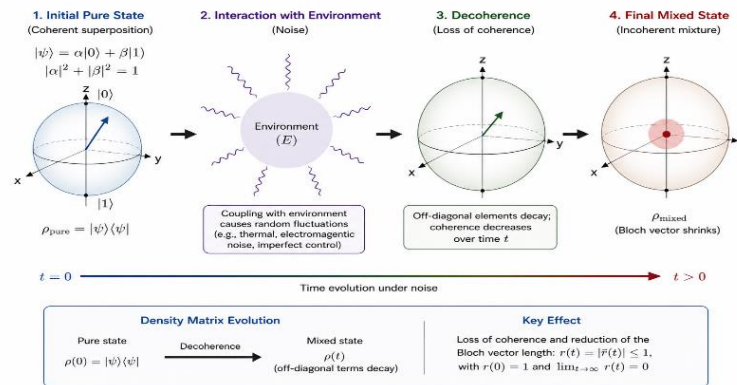 1. Initial Pure State
(Coherent superposition)
|ψ⟩ = α|0⟩ + β|1)
|α|² + |β|² = 1
z
|0⟩
x
y
|1⟩
ρpure = |ψ⟩⟨ψ|
2. Interaction with Environment
(Noise)
Environment
(E)
Coupling with environment
causes random fluctuations
(e.g., thermal, electromagentic
noise, imperfect control)
3. Decoherence
(Loss of coherence)
z
x
y
Off-diagonal elements decay;
coherence decreases
over time t
4. Final Mixed State
(Incoherent mixture)
z
x
ρmixed
(Bloch vector shrinks)
t = 0
t > 0
Time evolution under noise
Density Matrix Evolution
Pure state
ρ(0) = |ψ⟩⟨ψ|
Decoherence
Mixed state
ρ(t)
(off-diagonal terms decay)
Key Effect
Loss of coherence and reduction of the
Bloch vector length: r(t) = |r⃗(t)| ≤ 1,
with r(0) = 1 and limt→∞ r(t) = 0